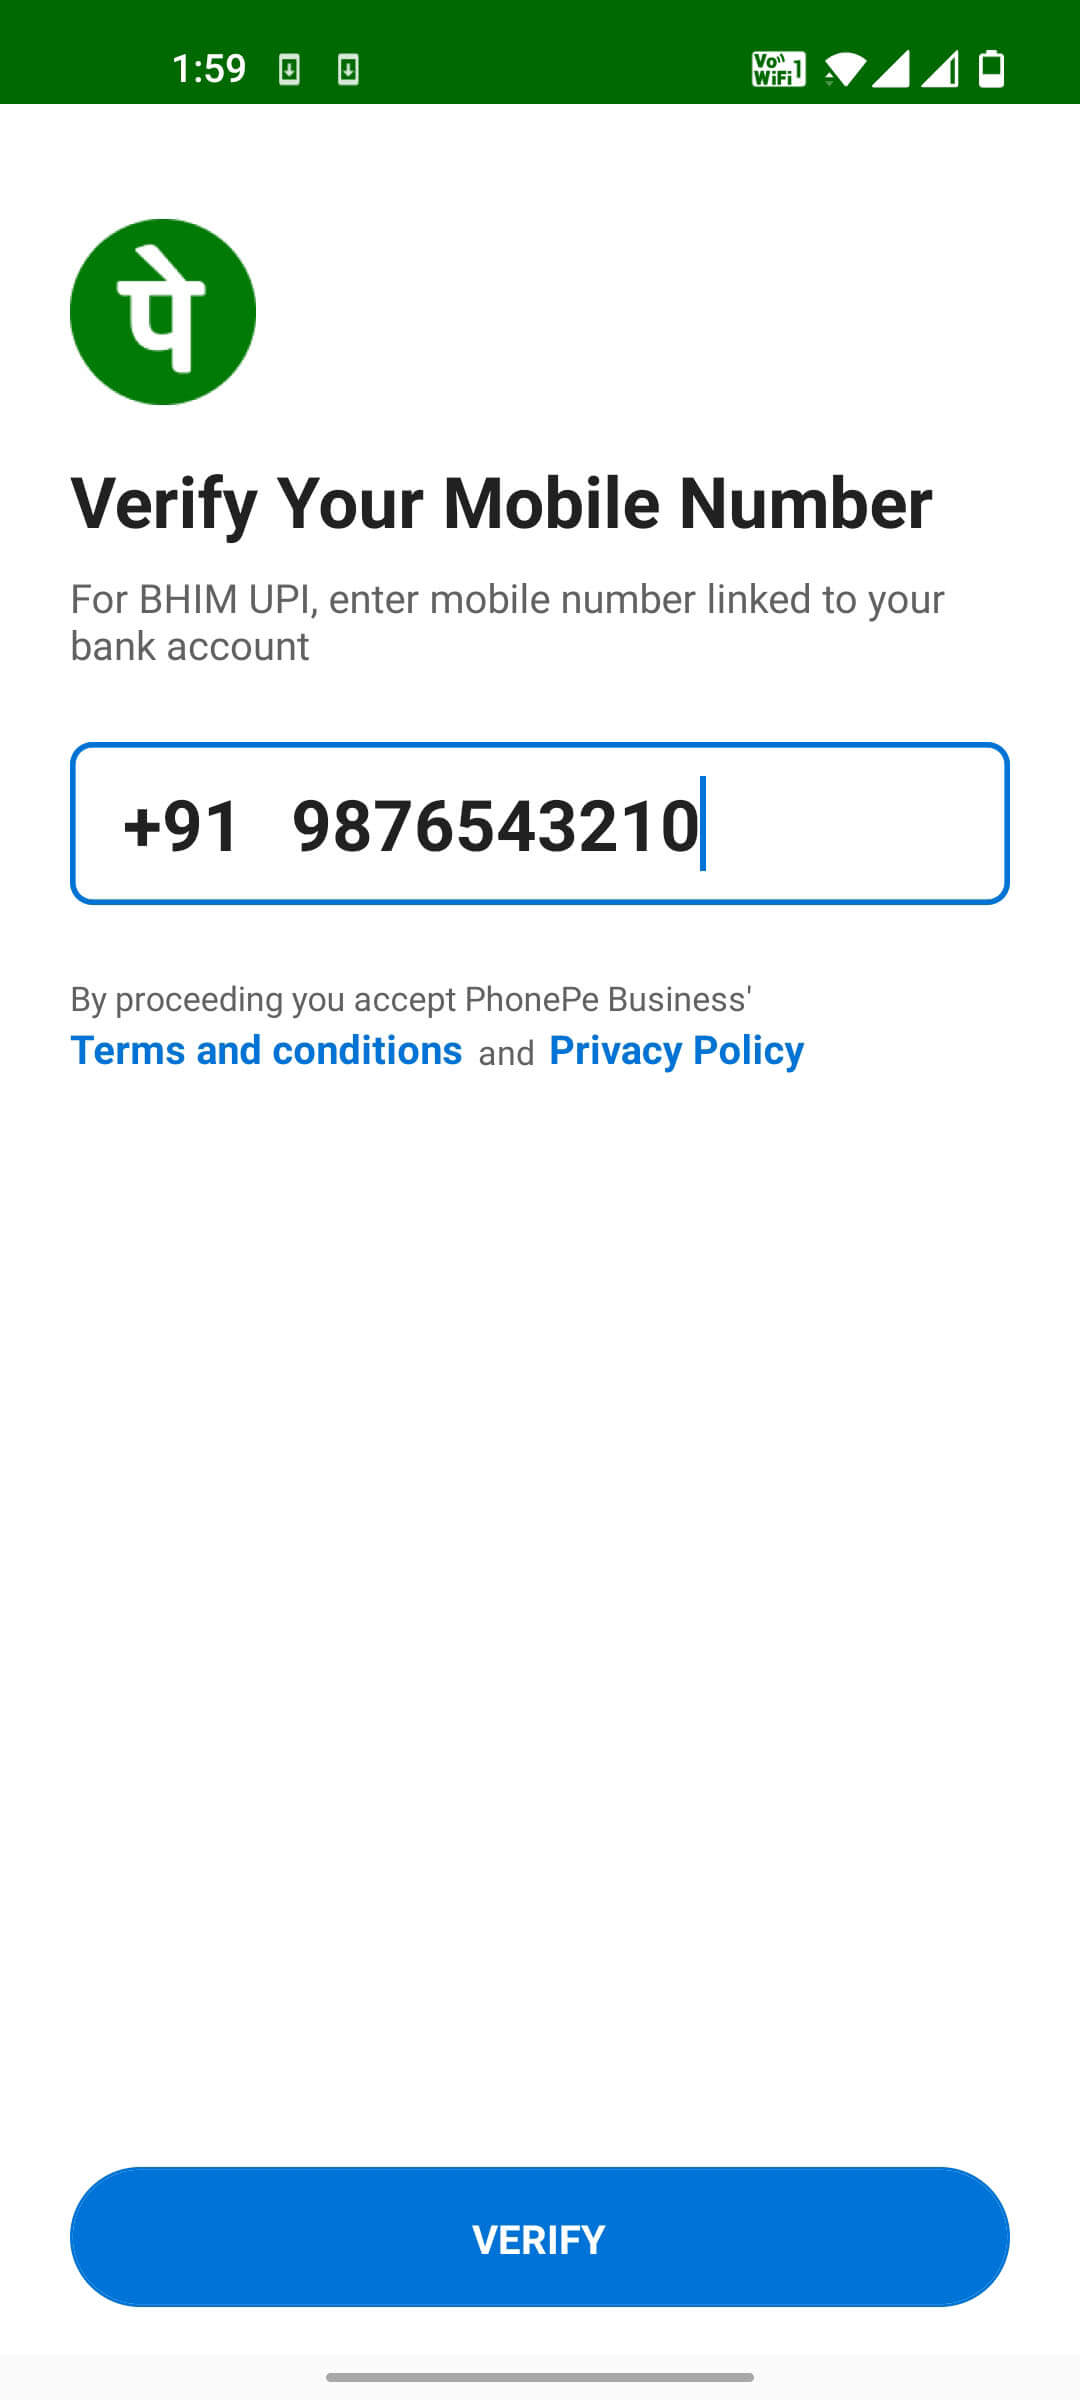 1:59
Vo WiFi 1
पे
Verify Your Mobile Number
For BHIM UPI, enter mobile number linked to your
bank account
+91 9876543210
By proceeding you accept PhonePe Business'
Terms and conditions and Privacy Policy
VERIFY